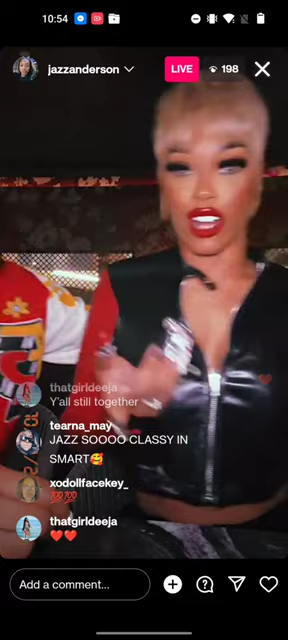 10:54
jazzanderson
LIVE
198
thatgirldeeja
Y'all still together
tearna_may
JAZZ SOOOO CLASSY IN
SMART🥰
xodollfacekey_
💯💯
thatgirldeeja
❤️❤️
Add a comment...